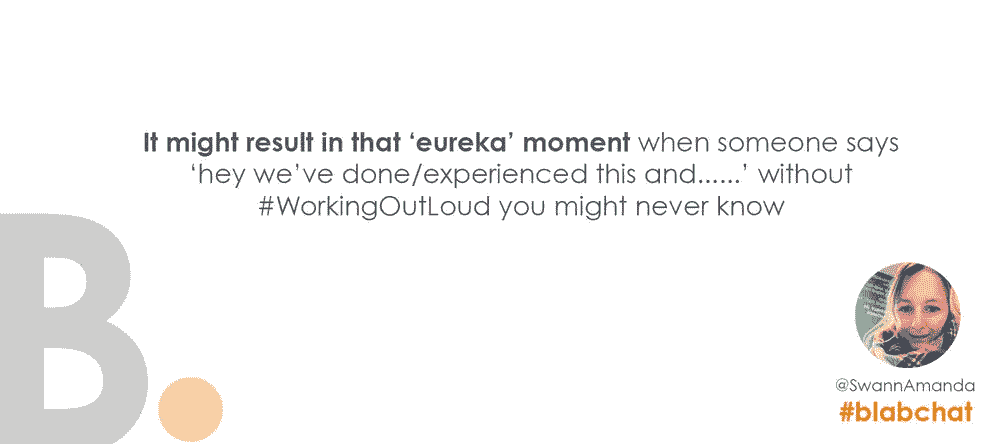 It might result in that ‘eureka’ moment when someone says
‘hey we’ve done/experienced this and......’ without
#WorkingOutLoud you might never know
B.
@SwannAmanda
#blabchat